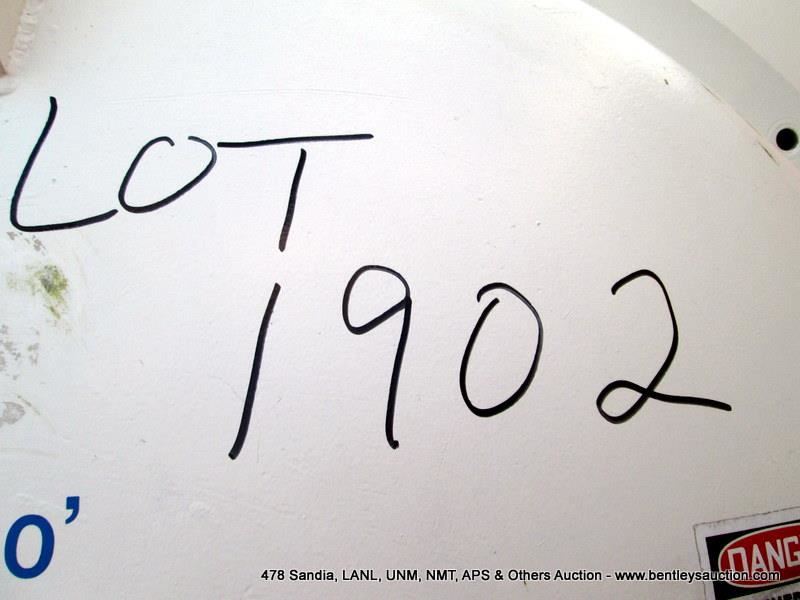 LOT
1902
0'
DANG
478 Sandia, LANL, UNM, NMT, APS & Others Auction - www.bentleysauction.com